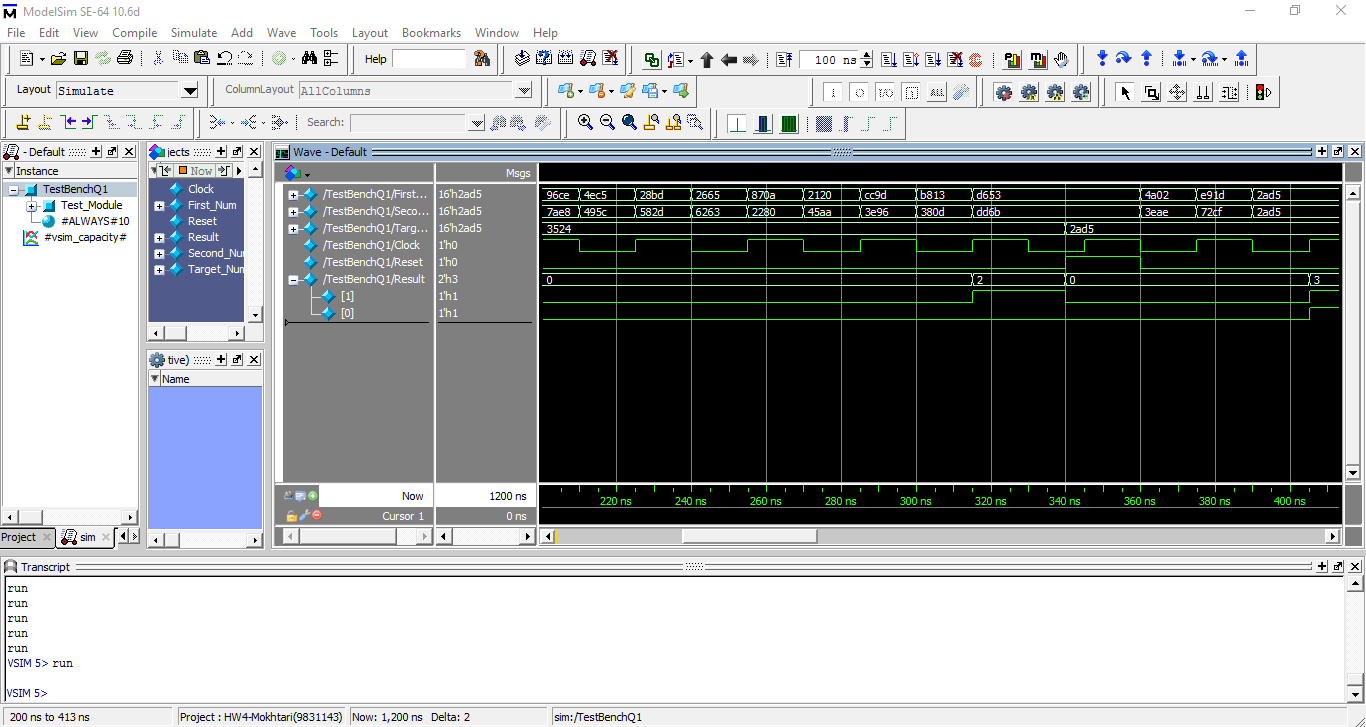 ModelSim SE-64 10.6d
File Edit View Compile Simulate Add Wave Tools Layout Bookmarks Window Help
Help
100 ns
Layout Simulate
ColumnLayout AllColumns
ALL
Search:
- Default
Instance
TestBenchQ1
Test_Module
#ALWAYS#10
#vsim_capacity#
Project
sim
jects
Now
Clock
First_Num
Reset
Result
Second_Nu
Target_Num
tive)
Name
Wave - Default
Msgs
/TestBenchQ1/First... 16'h2ad5 96ce 4ec5 28bd 2665 870a 2120 cc9d b813 d653 4a02 e91d 2ad5
/TestBenchQ1/Seco... 16'h2ad5 7ae8 495c 582d 6263 2280 45aa 3e96 380d dd6b 3eae 72cf 2ad5
/TestBenchQ1/Targ... 16'h2ad5 3524 2ad5
/TestBenchQ1/Clock 1'h0
/TestBenchQ1/Reset 1'h0
/TestBenchQ1/Result 2'h3 0 2 0 3
[1] 1'h1
[0] 1'h1
Now 1200 ns
Cursor 1 0 ns
220 ns 240 ns 260 ns 280 ns 300 ns 320 ns 340 ns 360 ns 380 ns 400 ns
Transcript
run
run
run
run
run
VSIM 5> run
VSIM 5>
200 ns to 413 ns Project : HW4-Mokhtari(9831143) Now: 1,200 ns Delta: 2 sim:/TestBenchQ1